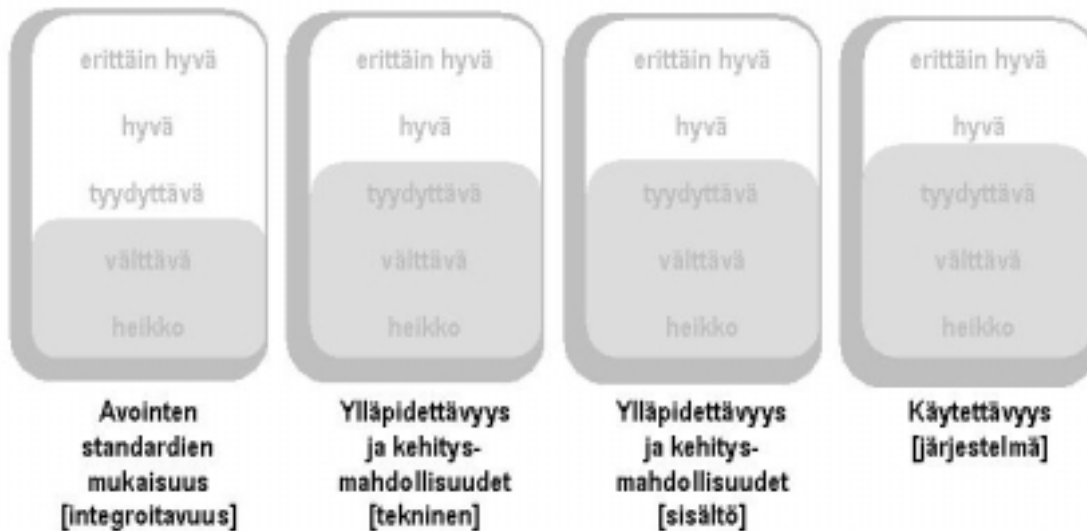 erittäin hyvä
hyvä
tyydyttävä
välttävä
heikko
Avointen
standardien
mukaisuus
[integroitavuus]
erittäin hyvä
hyvä
tyydyttävä
välttävä
heikko
Ylläpidettävyys
ja kehitys-
mahdollisuudet
[tekninen]
erittäin hyvä
hyvä
tyydyttävä
välttävä
heikko
Ylläpidettävyys
ja kehitys-
mahdollisuudet
[sisältö]
erittäin hyvä
hyvä
tyydyttävä
välttävä
heikko
Käytettävyys
[järjestelmä]